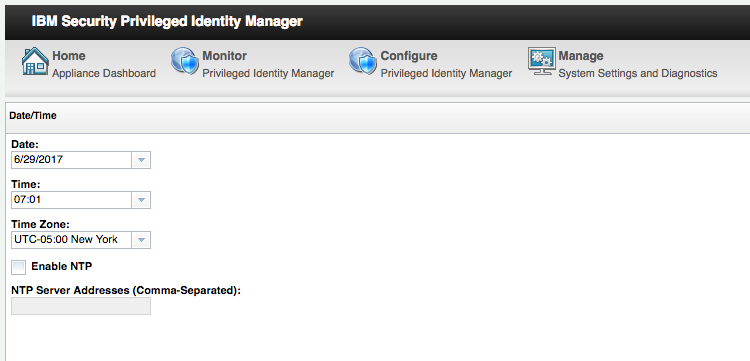 IBM Security Privileged Identity Manager
Home
Appliance Dashboard
Monitor
Privileged Identity Manager
Configure
Privileged Identity Manager
Manage
System Settings and Diagnostics
Date/Time
Date:
6/29/2017
Time:
07:01
Time Zone:
UTC-05:00 New York
Enable NTP
NTP Server Addresses (Comma-Separated):